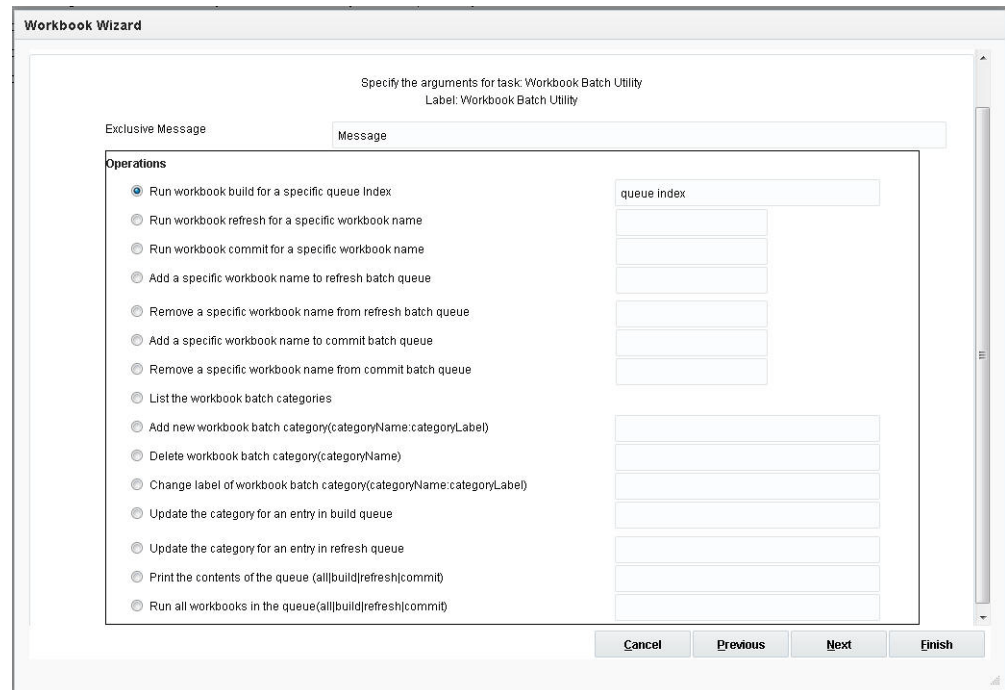 Workbook Wizard
Specify the arguments for task: Workbook Batch Utility
Label: Workbook Batch Utility
Exclusive Message Message
Operations
Run workbook build for a specific queue Index queue index
Run workbook refresh for a specific workbook name
Run workbook commit for a specific workbook name
Add a specific workbook name to refresh batch queue
Remove a specific workbook name from refresh batch queue
Add a specific workbook name to commit batch queue
Remove a specific workbook name from commit batch queue
List the workbook batch categories
Add new workbook batch category(categoryName:categoryLabel)
Delete workbook batch category(categoryName)
Change label of workbook batch category(categoryName:categoryLabel)
Update the category for an entry in build queue
Update the category for an entry in refresh queue
Print the contents of the queue (all|build|refresh|commit)
Run all workbooks in the queue(all|build|refresh|commit)
Cancel Previous Next Finish